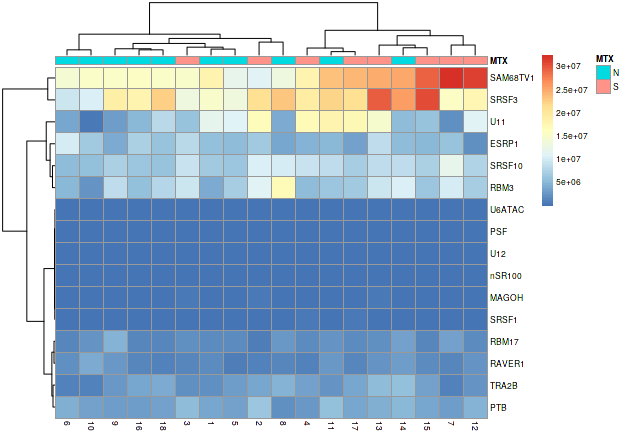 MTX
SAM68TV1
SRSF3
U11
ESRP1
SRSF10
RBM3
U6ATAC
PSF
U12
nSR100
MAGOH
SRSF1
RBM17
RAVER1
TRA2B
PTB
6 10 9 16 18 3 1 5 2 8 4 11 17 13 14 15 7 12
3e+07
2.5e+07
2e+07
1.5e+07
1e+07
5e+06
MTX
N
S